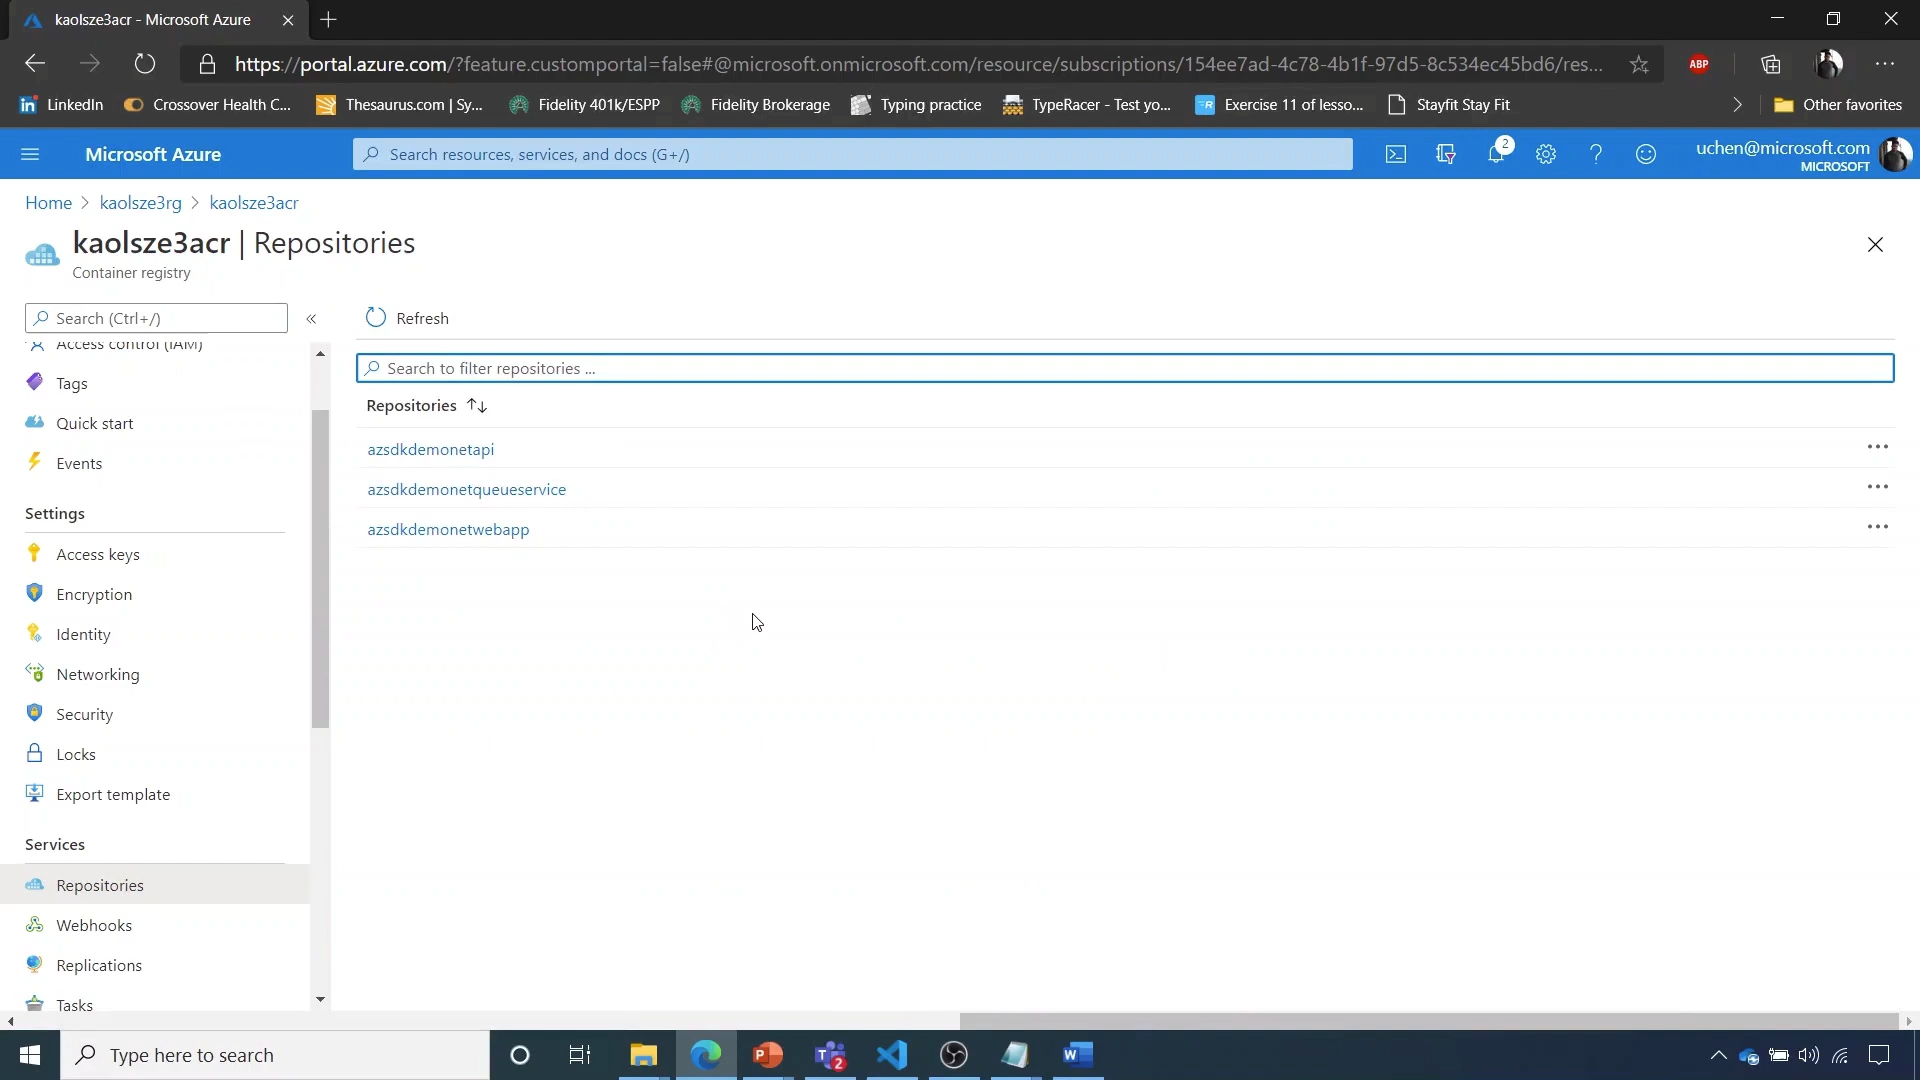 kaolsze3acr - Microsoft Azure
https://portal.azure.com/?feature.customportal=false#@microsoft.onmicrosoft.com/resource/subscriptions/154ee7ad-4c78-4b1f-97d5-8c534ec45bd6/res...
ABP
LinkedIn
Crossover Health C...
Thesaurus.com | Sy...
Fidelity 401k/ESPP
Fidelity Brokerage
Typing practice
TypeRacer - Test yo...
Exercise 11 of lesso...
Stayfit Stay Fit
Other favorites
Microsoft Azure
Search resources, services, and docs (G+/)
2
uchen@microsoft.com
MICROSOFT
Home > kaolsze3rg > kaolsze3acr
kaolsze3acr | Repositories
Container registry
Search (Ctrl+/)
Refresh
Access control (IAM)
Tags
Quick start
Events
Settings
Access keys
Encryption
Identity
Networking
Security
Locks
Export template
Services
Repositories
Webhooks
Replications
Tasks
Search to filter repositories ...
Repositories
azsdkdemonetapi
azsdkdemonetqueueservice
azsdkdemonetwebapp
Type here to search
2